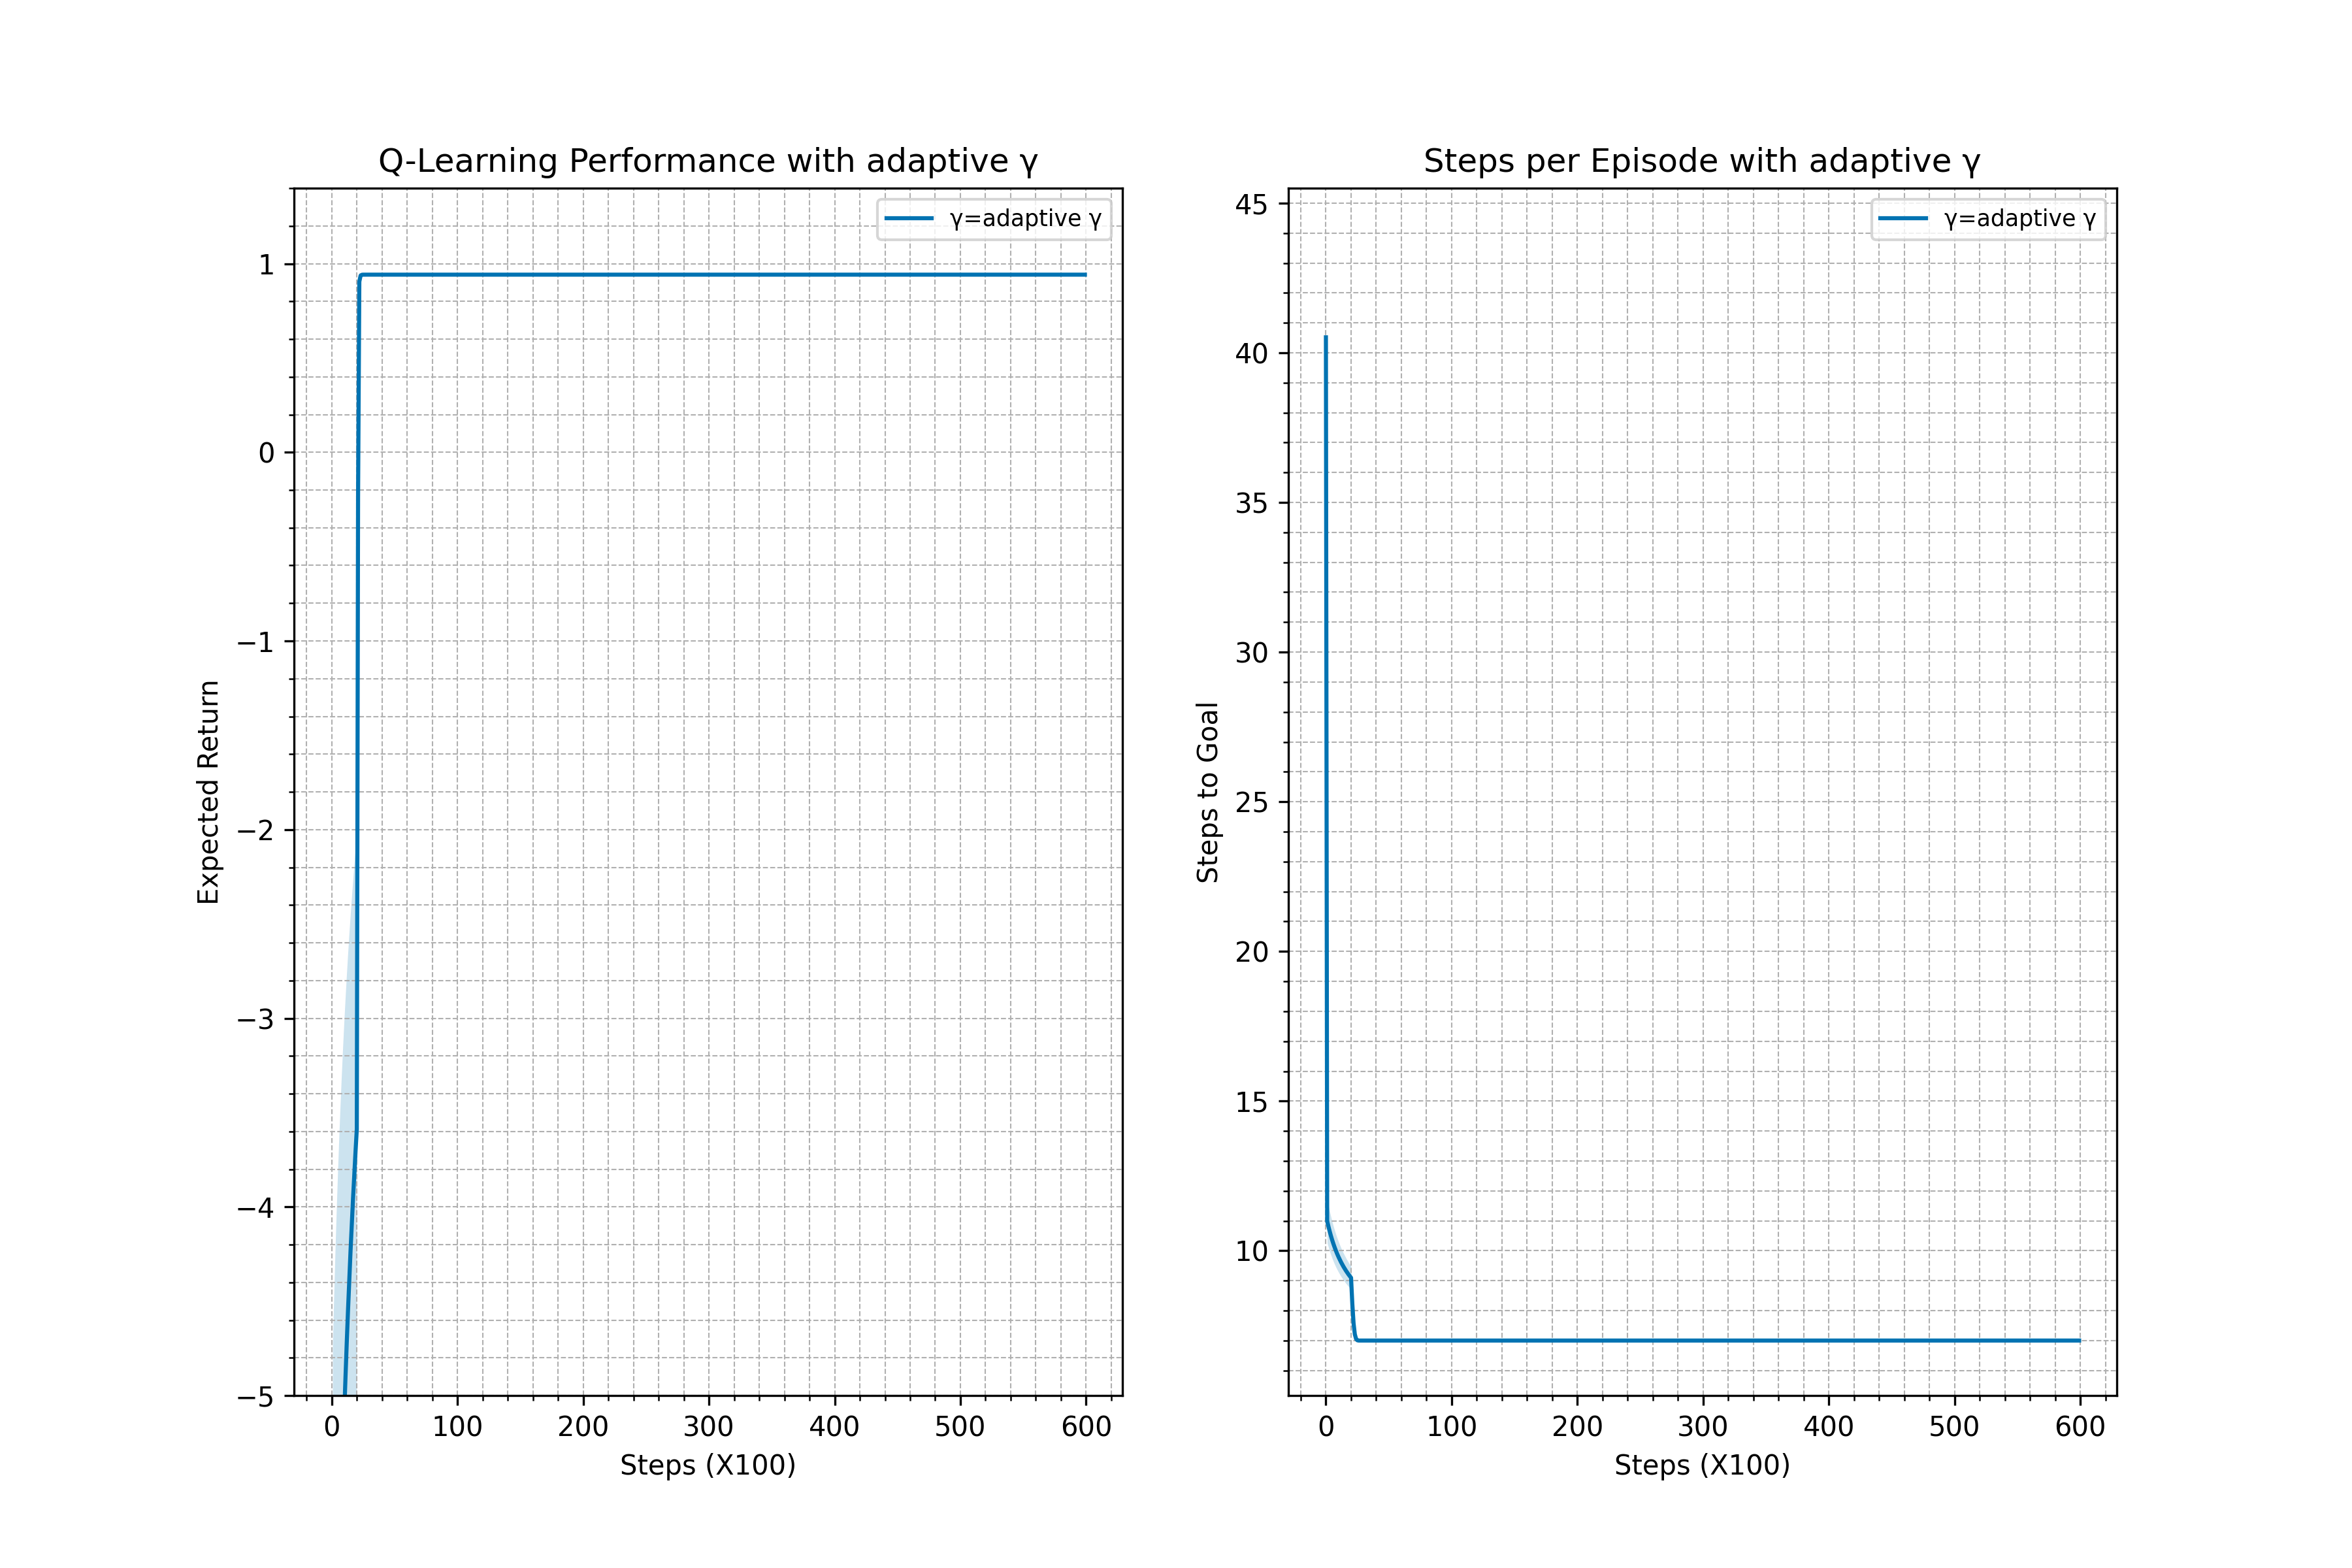 Q-Learning Performance with adaptive γ
γ=adaptive γ
1
0
−1
−2
−3
−4
−5
Expected Return
0 100 200 300 400 500 600
Steps (X100)
Steps per Episode with adaptive γ
γ=adaptive γ
45
40
35
30
25
20
15
10
Steps to Goal
0 100 200 300 400 500 600
Steps (X100)